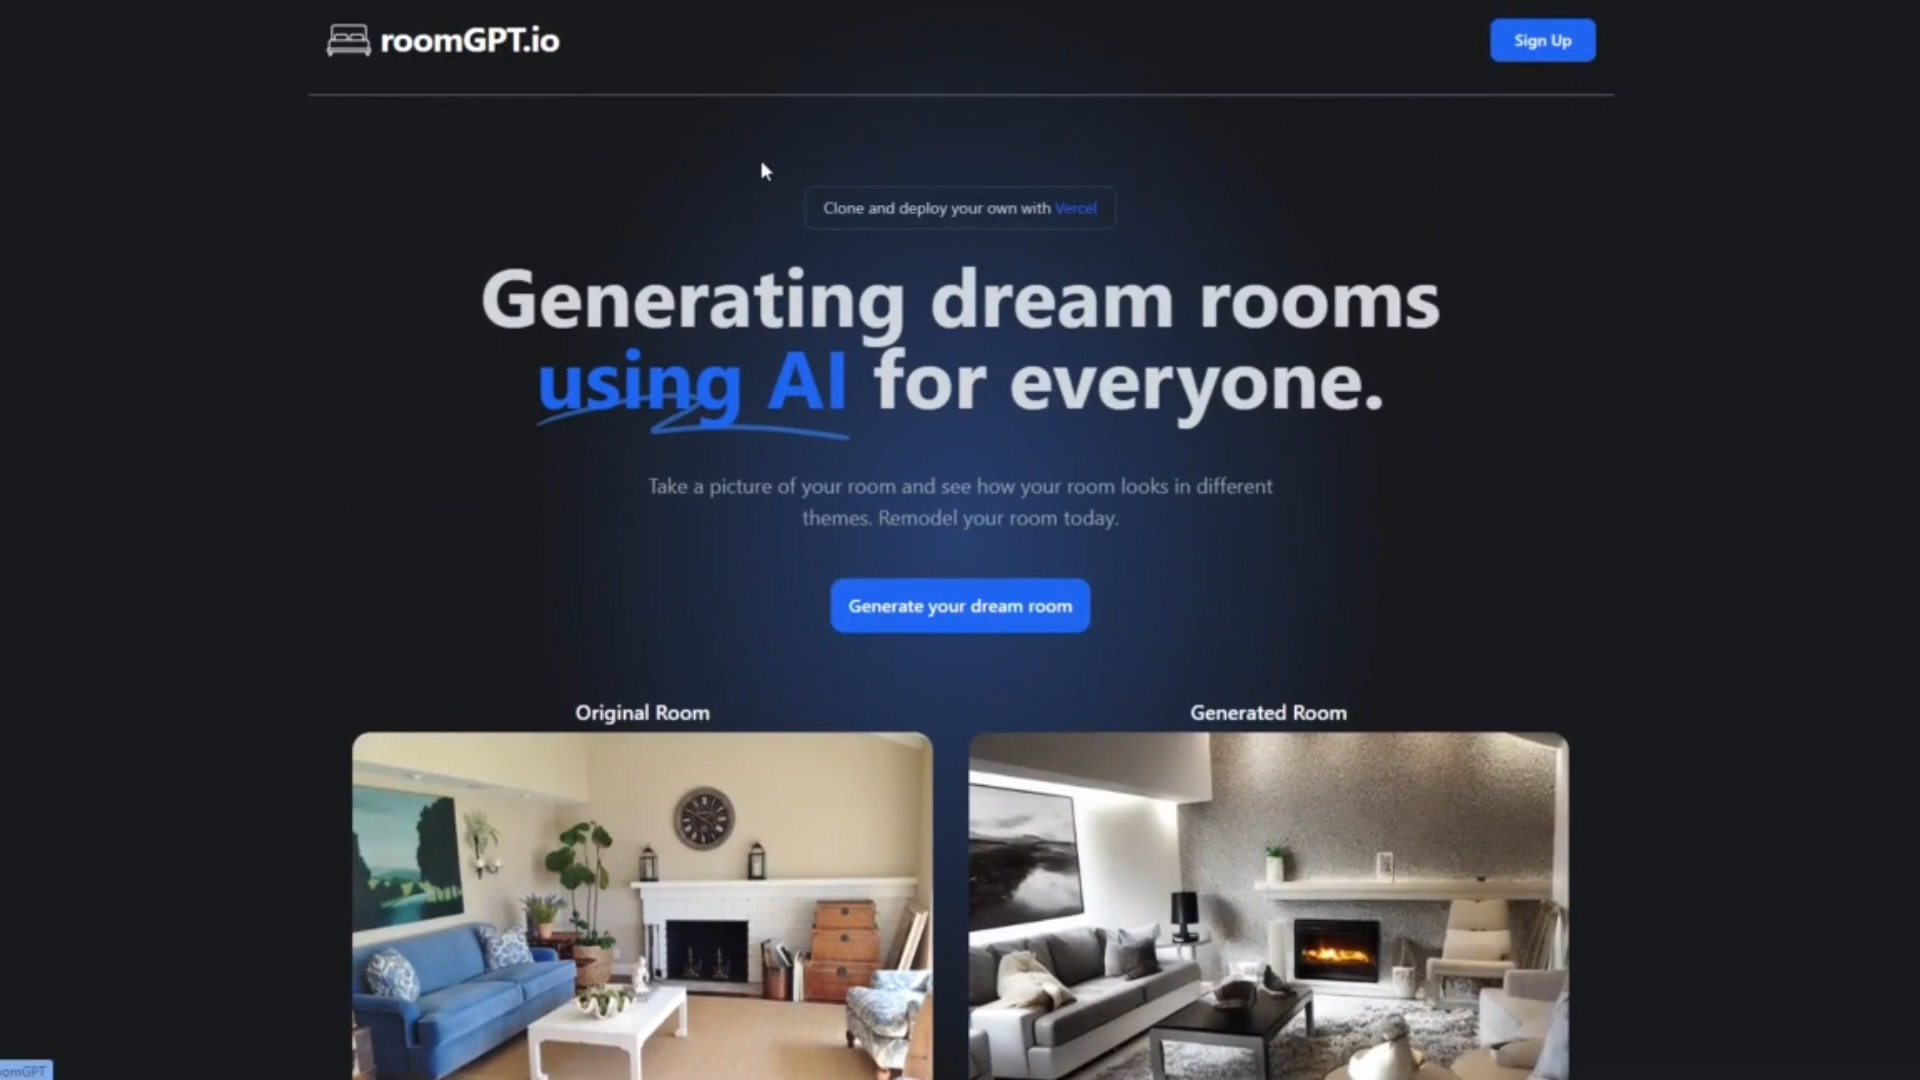 roomGPT.io
Sign Up
Clone and deploy your own with Vercel
Generating dream rooms
using AI for everyone.
Take a picture of your room and see how your room looks in different
themes. Remodel your room today.
Generate your dream room
Original Room
Generated Room
omGPT